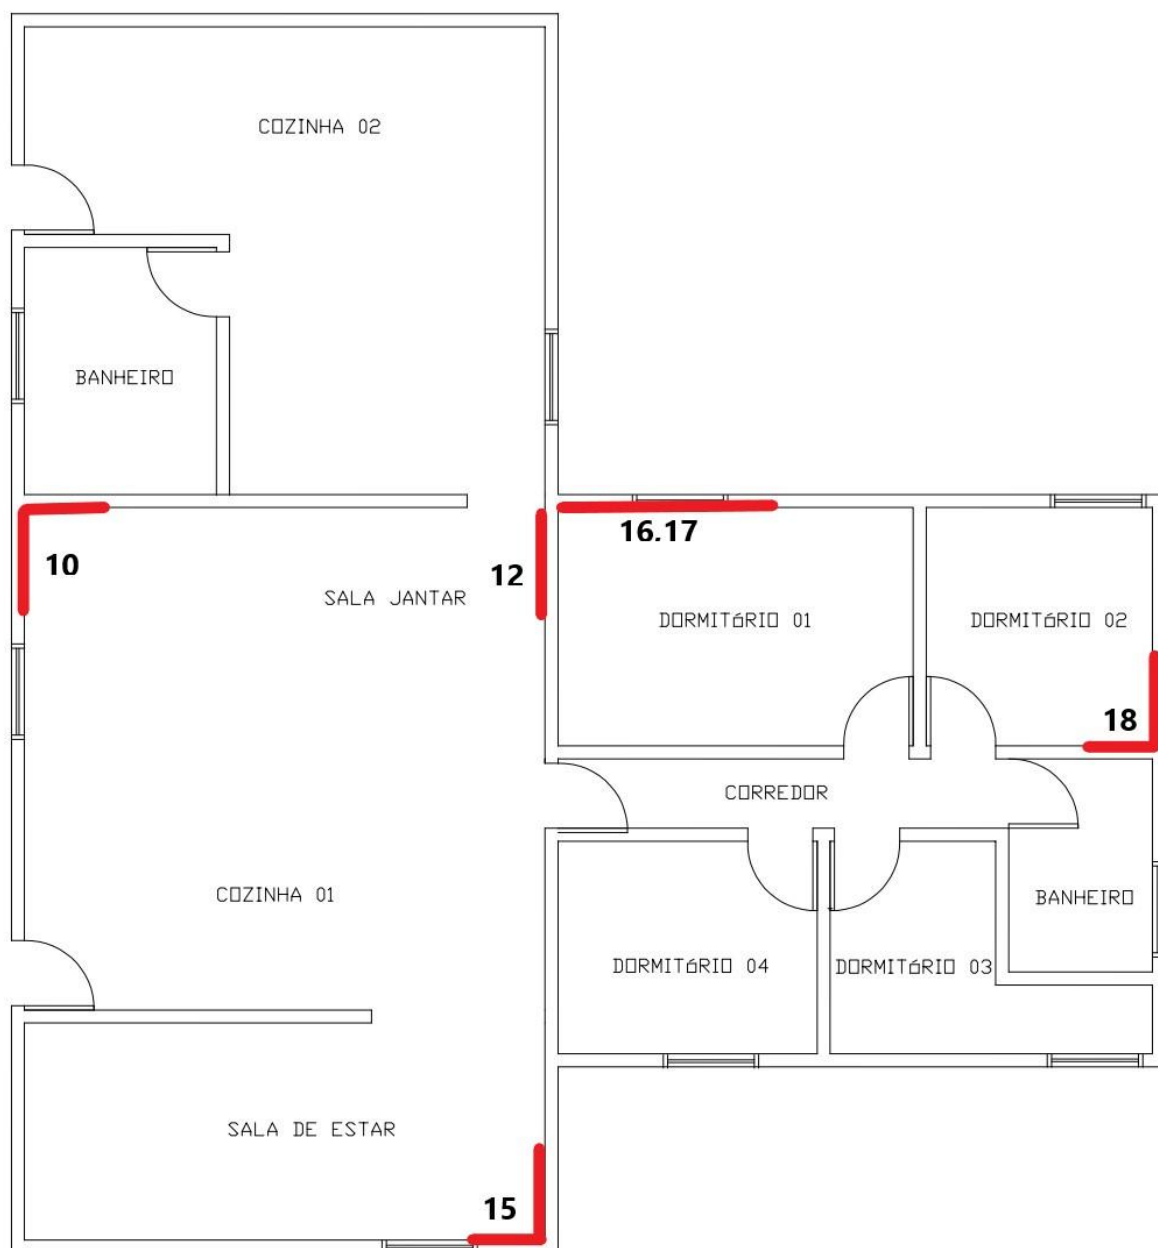 COZINHA 02
BANHEIRO
10
12
16.17
SALA JANTAR
DORMITóRIO 01
DORMITóRIO 02
18
CORREDOR
COZINHA 01
BANHEIRO
DORMITóRIO 04
DORMITóRIO 03
SALA DE ESTAR
15